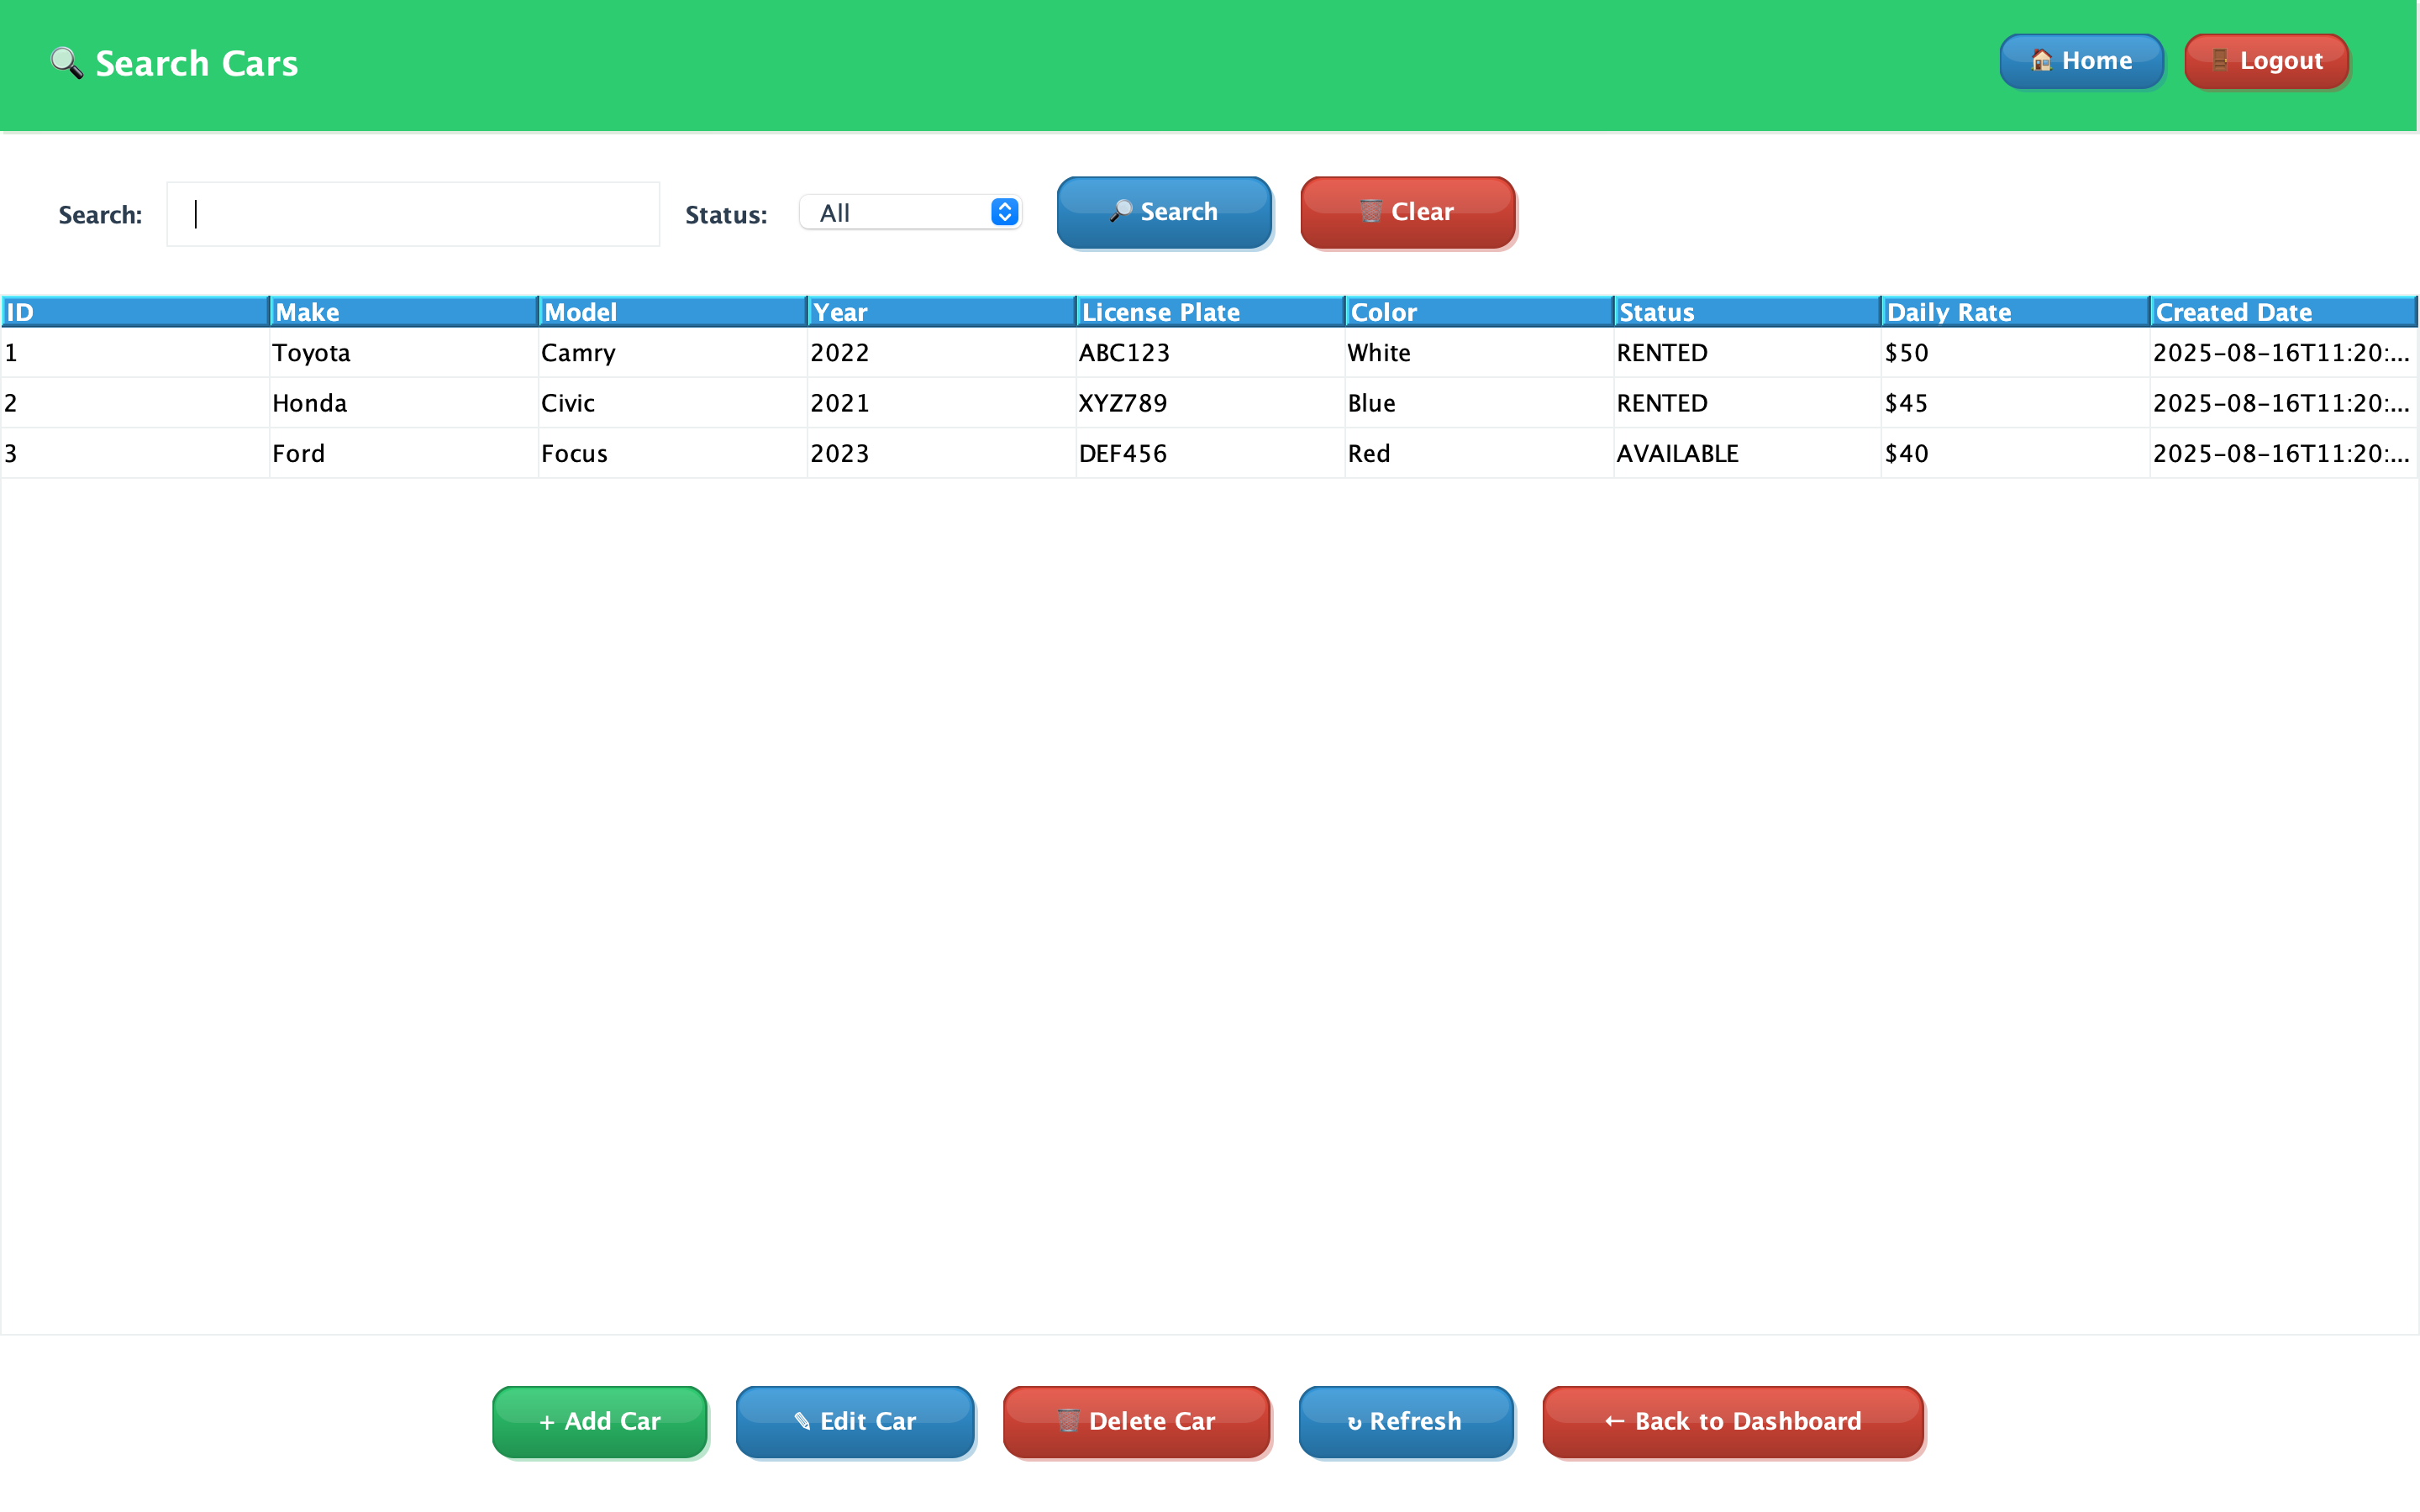 Search Cars
Home
Logout
Search:
Status:
All
Search
Clear
ID Make Model Year License Plate Color Status Daily Rate Created Date
1 Toyota Camry 2022 ABC123 White RENTED $50 2025-08-16T11:20:...
2 Honda Civic 2021 XYZ789 Blue RENTED $45 2025-08-16T11:20:...
3 Ford Focus 2023 DEF456 Red AVAILABLE $40 2025-08-16T11:20:...
+ Add Car
✎ Edit Car
Delete Car
↻ Refresh
← Back to Dashboard